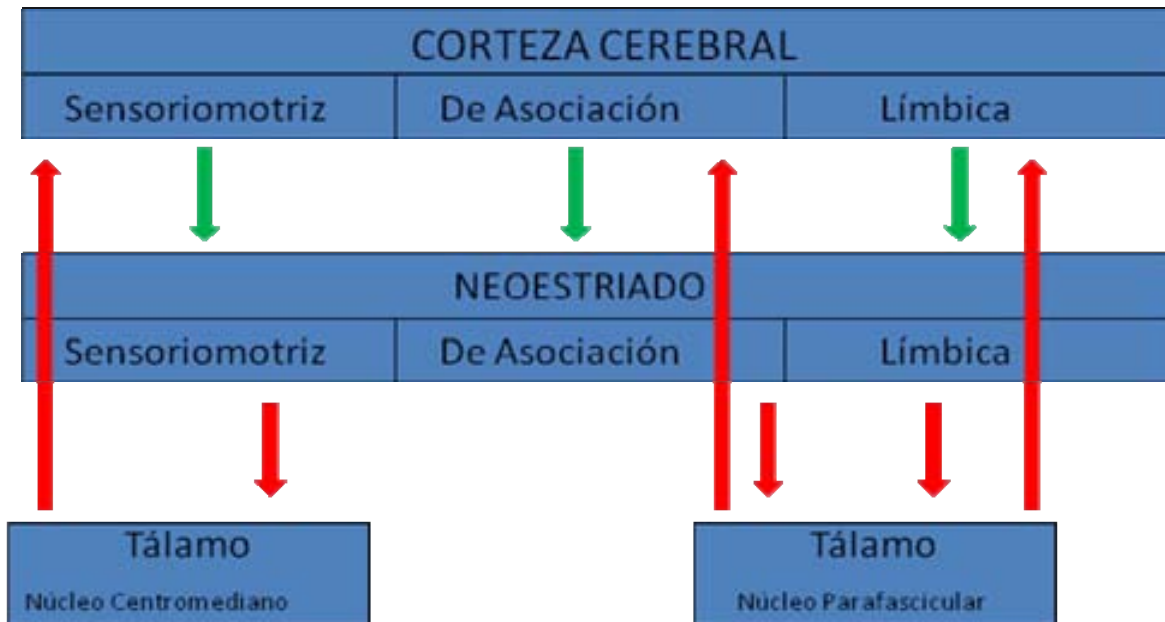 CORTEZA CEREBRAL
Sensoriomotriz De Asociación Límbica
NEOESTRIADO
Sensoriomotriz De Asociación Límbica
Tálamo Tálamo
Núcleo Centromediano Núcleo Parafascicular